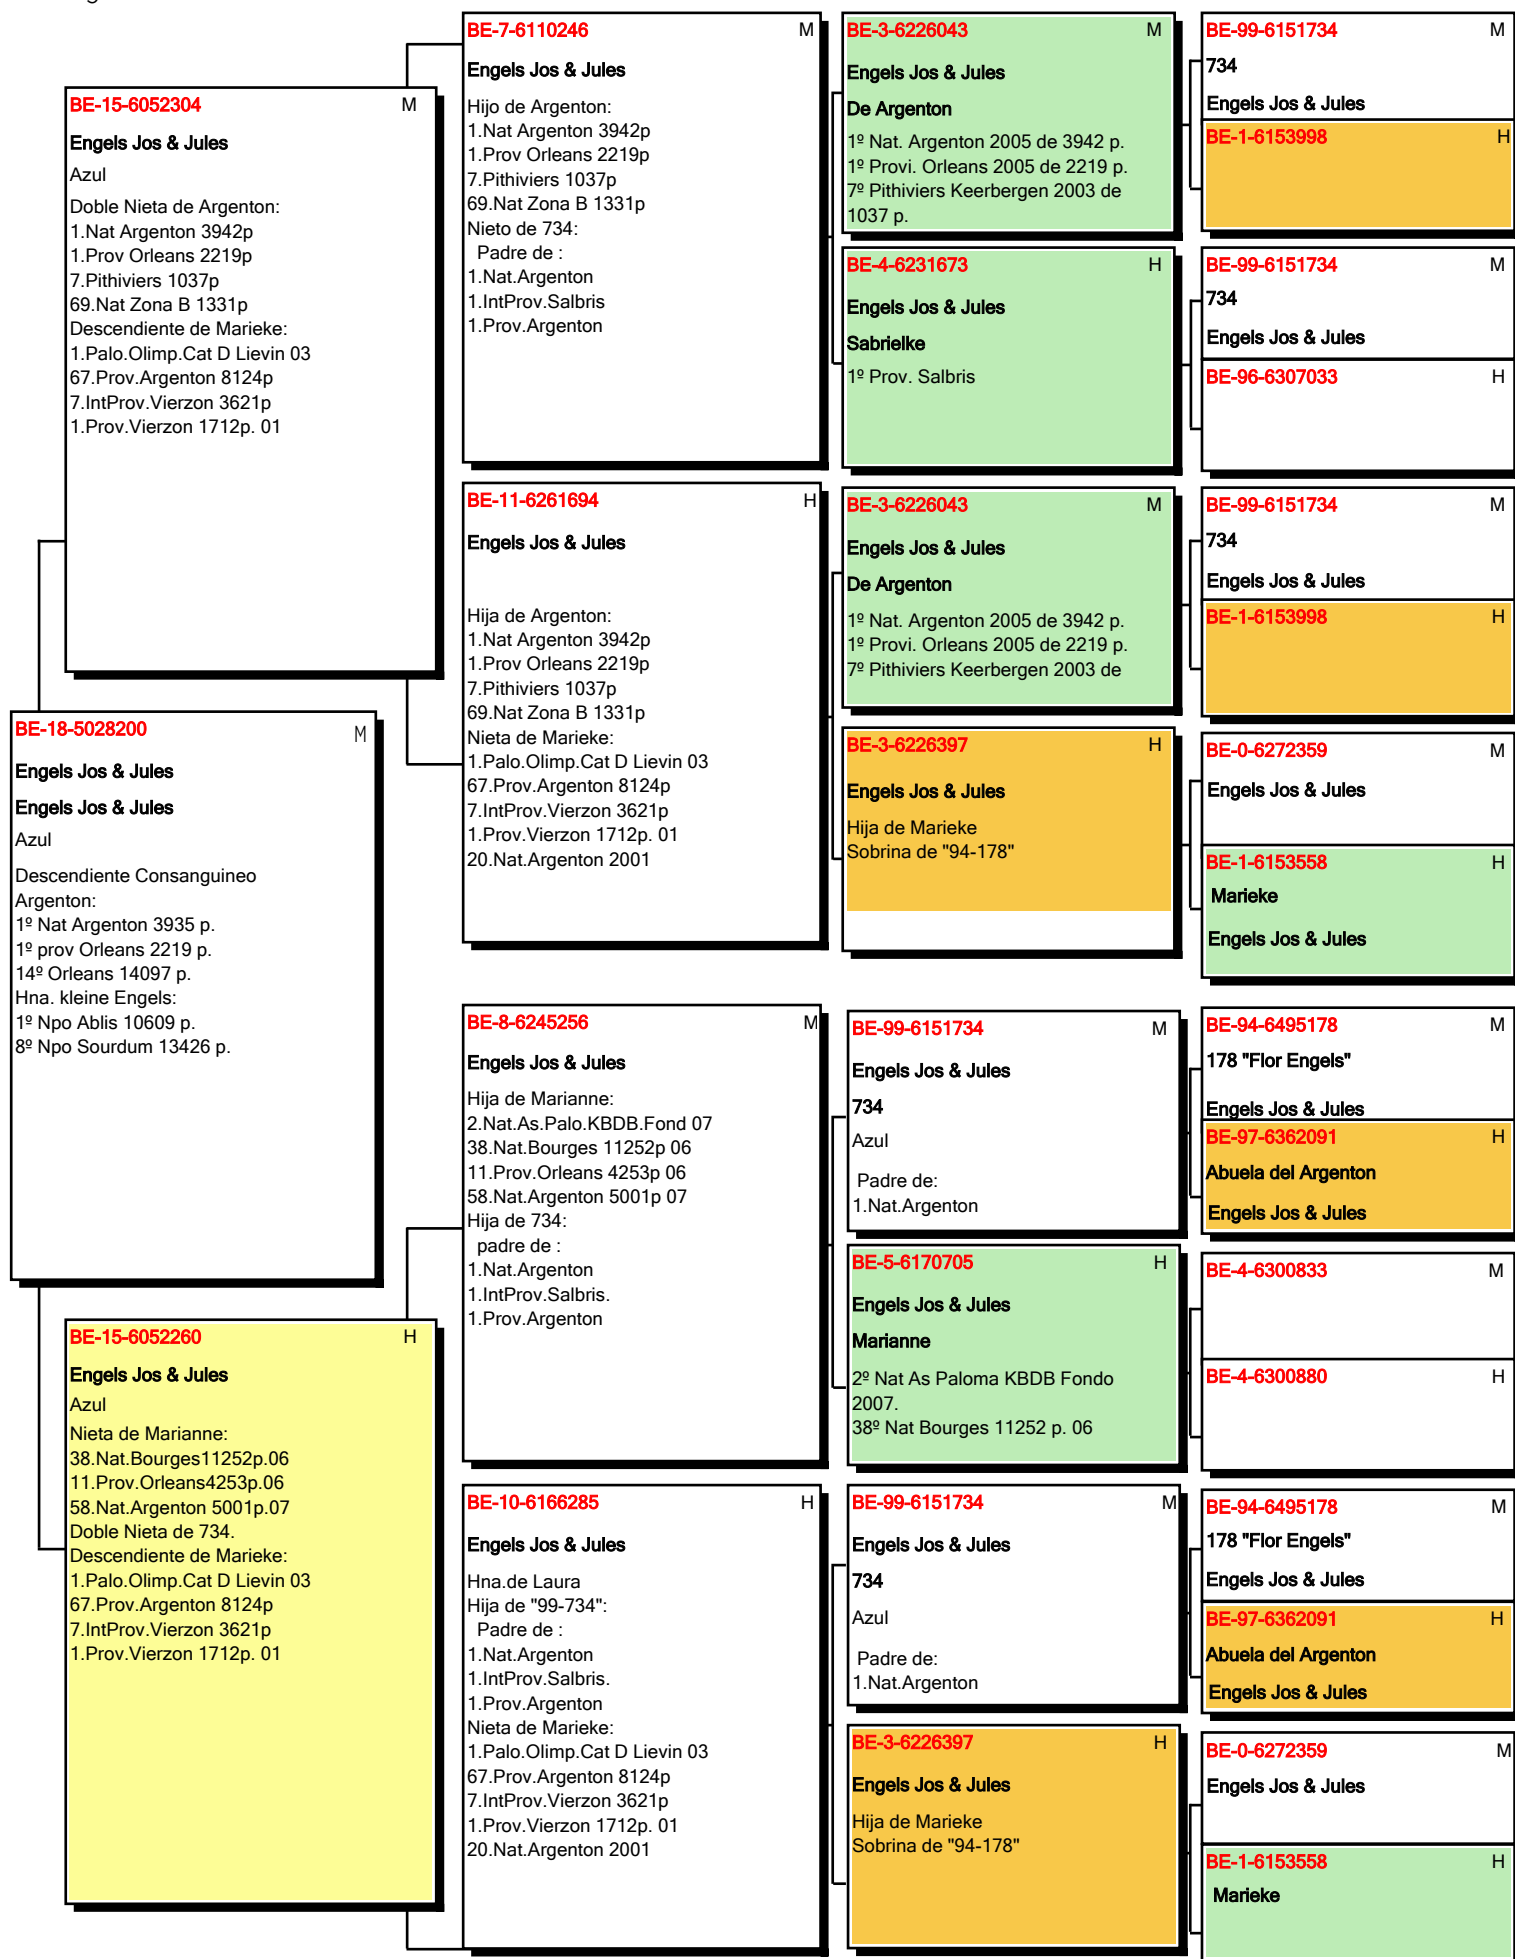 BE-18-5028200 M
Engels Jos & Jules
Engels Jos & Jules
Azul
Descendiente Consanguineo
Argenton:
1º Nat Argenton 3935 p.
1º prov Orleans 2219 p.
14º Orleans 14097 p.
Hna. kleine Engels:
1º Npo Ablis 10609 p.
8º Npo Sourdum 13426 p.
BE-15-6052304 M
Engels Jos & Jules
Azul
Doble Nieta de Argenton:
1.Nat Argenton 3942p
1.Prov Orleans 2219p
7.Pithiviers 1037p
69.Nat Zona B 1331p
Descendiente de Marieke:
1.Palo.Olimp.Cat D Lievin 03
67.Prov.Argenton 8124p
7.IntProv.Vierzon 3621p
1.Prov.Vierzon 1712p. 01
BE-15-6052260 H
Engels Jos & Jules
Azul
Nieta de Marianne:
38.Nat.Bourges11252p.06
11.Prov.Orleans4253p.06
58.Nat.Argenton 5001p.07
Doble Nieta de 734.
Descendiente de Marieke:
1.Palo.Olimp.Cat D Lievin 03
67.Prov.Argenton 8124p
7.IntProv.Vierzon 3621p
1.Prov.Vierzon 1712p. 01
BE-7-6110246 M
Engels Jos & Jules
Hijo de Argenton:
1.Nat Argenton 3942p
1.Prov Orleans 2219p
7.Pithiviers 1037p
69.Nat Zona B 1331p
Nieto de 734:
Padre de :
1.Nat.Argenton
1.IntProv.Salbris
1.Prov.Argenton
BE-11-6261694 H
Engels Jos & Jules
Hija de Argenton:
1.Nat Argenton 3942p
1.Prov Orleans 2219p
7.Pithiviers 1037p
69.Nat Zona B 1331p
Nieta de Marieke:
1.Palo.Olimp.Cat D Lievin 03
67.Prov.Argenton 8124p
7.IntProv.Vierzon 3621p
1.Prov.Vierzon 1712p. 01
20.Nat.Argenton 2001
BE-8-6245256 M
Engels Jos & Jules
Hija de Marianne:
2.Nat.As.Palo.KBDB.Fond 07
38.Nat.Bourges 11252p 06
11.Prov.Orleans 4253p 06
58.Nat.Argenton 5001p 07
Hija de 734:
padre de :
1.Nat.Argenton
1.IntProv.Salbris.
1.Prov.Argenton
BE-10-6166285 H
Engels Jos & Jules
Hna.de Laura
Hija de "99-734":
Padre de :
1.Nat.Argenton
1.IntProv.Salbris.
1.Prov.Argenton
Nieta de Marieke:
1.Palo.Olimp.Cat D Lievin 03
67.Prov.Argenton 8124p
7.IntProv.Vierzon 3621p
1.Prov.Vierzon 1712p. 01
20.Nat.Argenton 2001
BE-3-6226043 M
Engels Jos & Jules
De Argenton
1º Nat. Argenton 2005 de 3942 p.
1º Provi. Orleans 2005 de 2219 p.
7º Pithiviers Keerbergen 2003 de
1037 p.
BE-4-6231673 H
Engels Jos & Jules
Sabrielke
1º Prov. Salbris
BE-3-6226043 M
Engels Jos & Jules
De Argenton
1º Nat. Argenton 2005 de 3942 p.
1º Provi. Orleans 2005 de 2219 p.
7º Pithiviers Keerbergen 2003 de
BE-3-6226397 H
Engels Jos & Jules
Hija de Marieke
Sobrina de "94-178"
BE-99-6151734 M
Engels Jos & Jules
734
Azul
Padre de:
1.Nat.Argenton
BE-5-6170705 H
Engels Jos & Jules
Marianne
2º Nat As Paloma KBDB Fondo
2007.
38º Nat Bourges 11252 p. 06
BE-99-6151734 M
Engels Jos & Jules
734
Azul
Padre de:
1.Nat.Argenton
BE-3-6226397 H
Engels Jos & Jules
Hija de Marieke
Sobrina de "94-178"
BE-99-6151734 M
734
Engels Jos & Jules
BE-1-6153998 H
BE-99-6151734 M
734
Engels Jos & Jules
BE-96-6307033 H
BE-99-6151734 M
734
Engels Jos & Jules
BE-1-6153998 H
BE-0-6272359 M
Engels Jos & Jules
BE-1-6153558 H
Marieke
Engels Jos & Jules
BE-94-6495178 M
178 "Flor Engels"
Engels Jos & Jules
BE-97-6362091 H
Abuela del Argenton
Engels Jos & Jules
BE-4-6300833 M
BE-4-6300880 H
BE-94-6495178 M
178 "Flor Engels"
Engels Jos & Jules
BE-97-6362091 H
Abuela del Argenton
Engels Jos & Jules
BE-0-6272359 M
Engels Jos & Jules
BE-1-6153558 H
Marieke